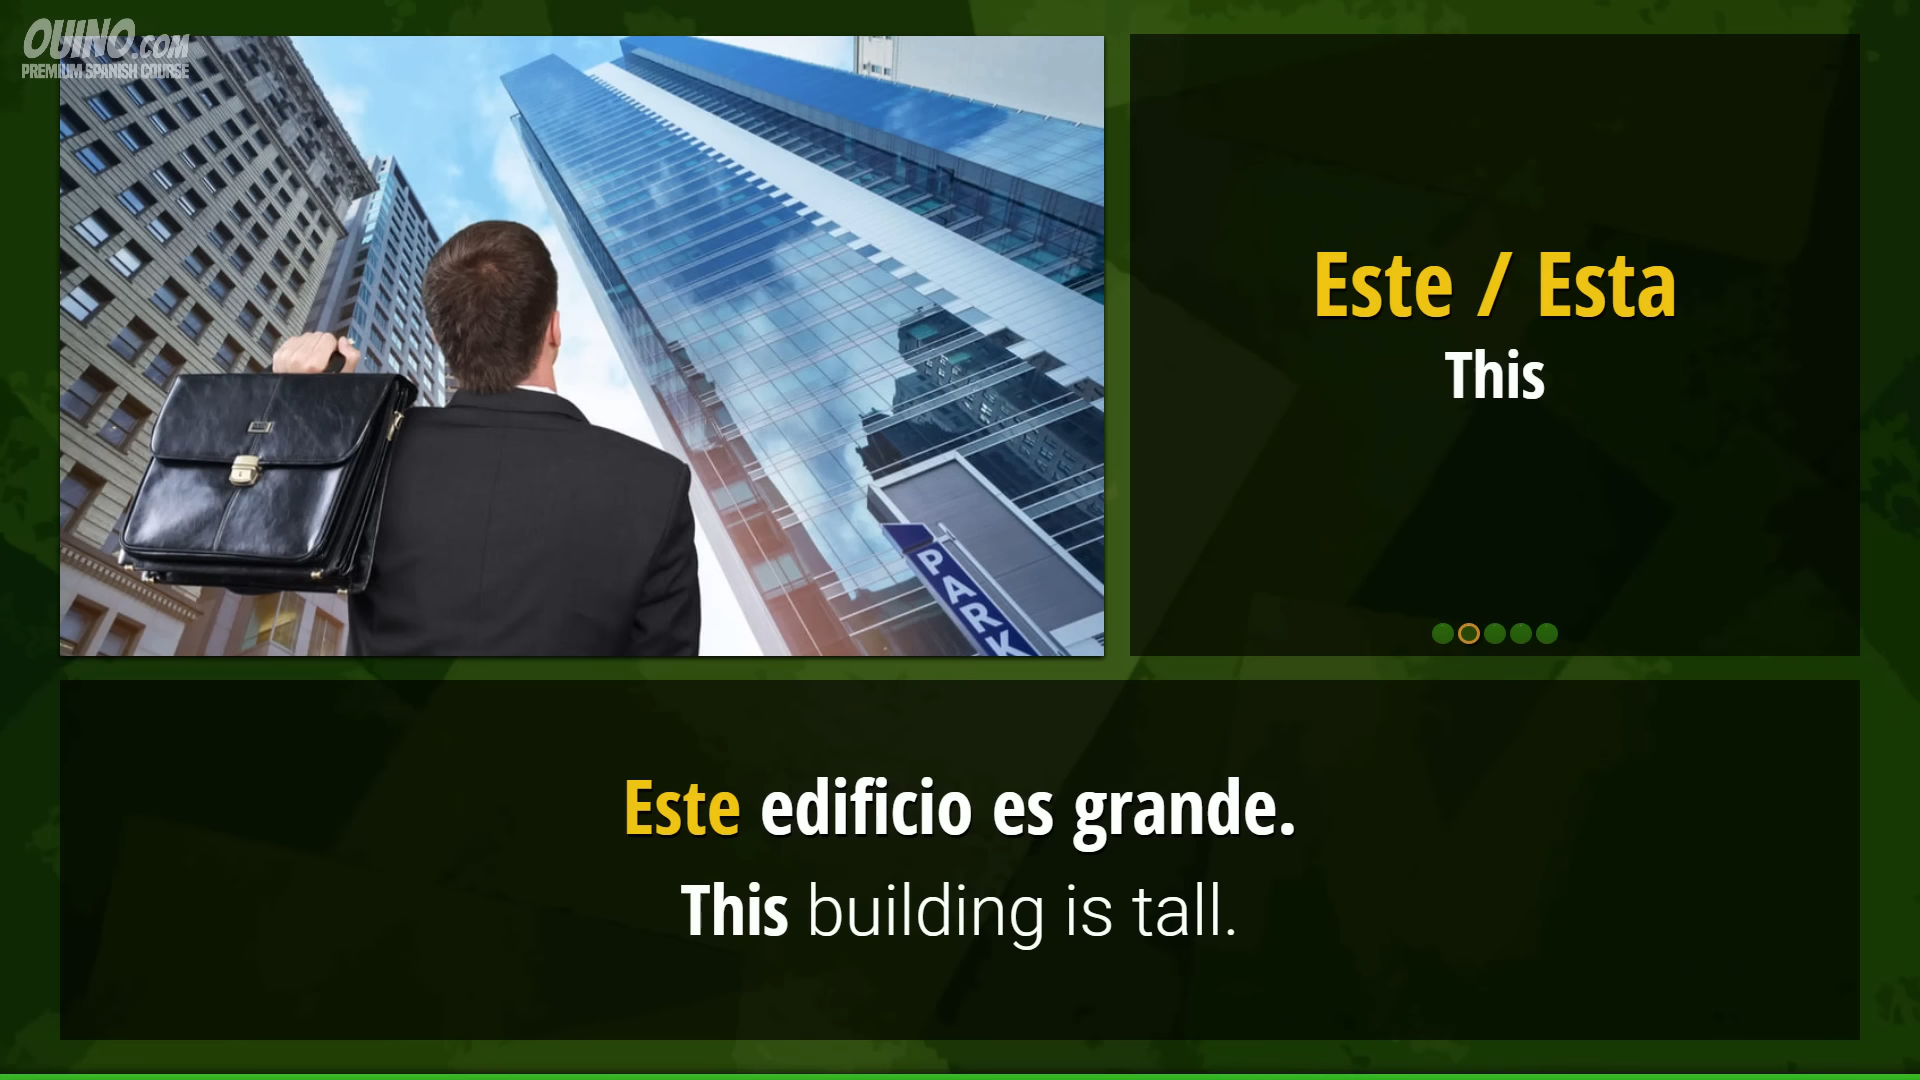 OUINO.COM
PREMIUM SPANISH COURSE
Este / Esta
This
PARK
Este edificio es grande.
This building is tall.